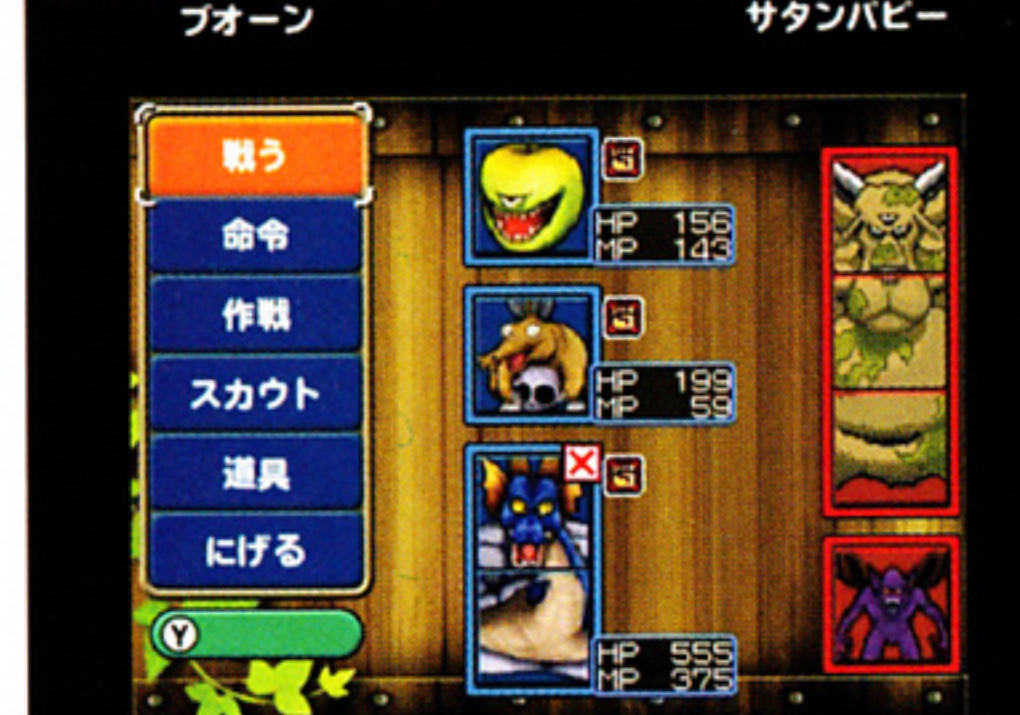 ブオーン
サタンパピー
戦う
命令
作戦
スカウト
道具
にげる
Y
HP 156
MP 143
HP 199
MP 59
HP 555
MP 375